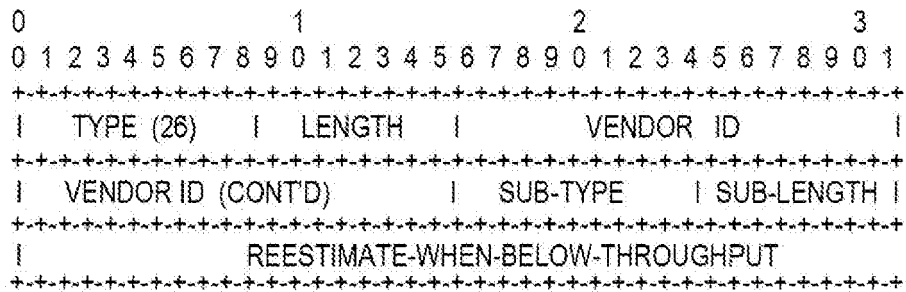 0 1 2 3
0 1 2 3 4 5 6 7 8 9 0 1 2 3 4 5 6 7 8 9 0 1 2 3 4 5 6 7 8 9 0 1
+-+-+-+-+-+-+-+-+-+-+-+-+-+-+-+-+-+-+-+-+-+-+-+-+-+-+-+-+-+-+-+
| TYPE (26) | LENGTH | VENDOR ID |
+-+-+-+-+-+-+-+-+-+-+-+-+-+-+-+-+-+-+-+-+-+-+-+-+-+-+-+-+-+-+-+
| VENDOR ID (CONT'D) | SUB-TYPE | SUB-LENGTH |
+-+-+-+-+-+-+-+-+-+-+-+-+-+-+-+-+-+-+-+-+-+-+-+-+-+-+-+-+-+-+-+
| REESTIMATE-WHEN-BELOW-THROUGHPUT
+-+-+-+-+-+-+-+-+-+-+-+-+-+-+-+-+-+-+-+-+-+-+-+-+-+-+-+-+-+-+-+